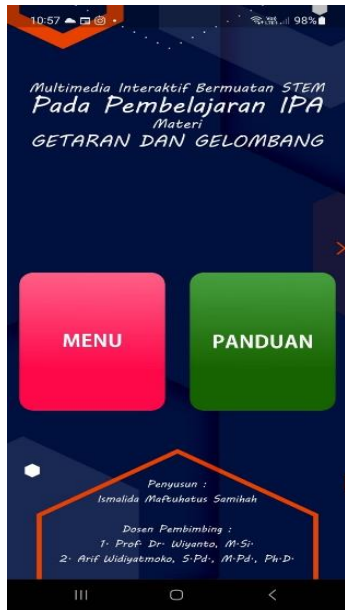 10:57
98%
Multimedia Interaktif Bermuatan STEM
Pada Pembelajaran IPA
Materi
GETARAN DAN GELOMBANG
MENU
PANDUAN
Penyusun :
Ismalida Maftuhatus Samihah
Dosen Pembimbing :
1. Prof. Dr. Wiyanto, M.Si.
2. Arif Widiyatmoko, S.Pd., M.Pd., Ph.D.